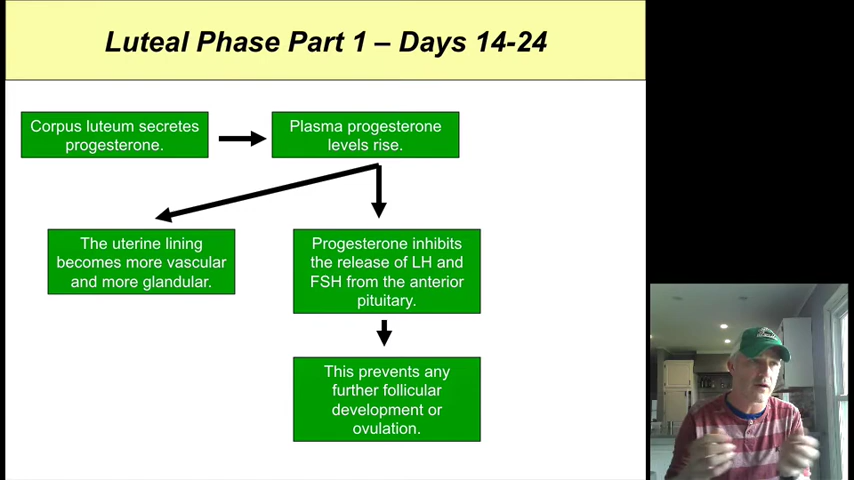 Luteal Phase Part 1 – Days 14-24
Corpus luteum secretes
progesterone.
Plasma progesterone
levels rise.
The uterine lining
becomes more vascular
and more glandular.
Progesterone inhibits
the release of LH and
FSH from the anterior
pituitary.
This prevents any
further follicular
development or
ovulation.